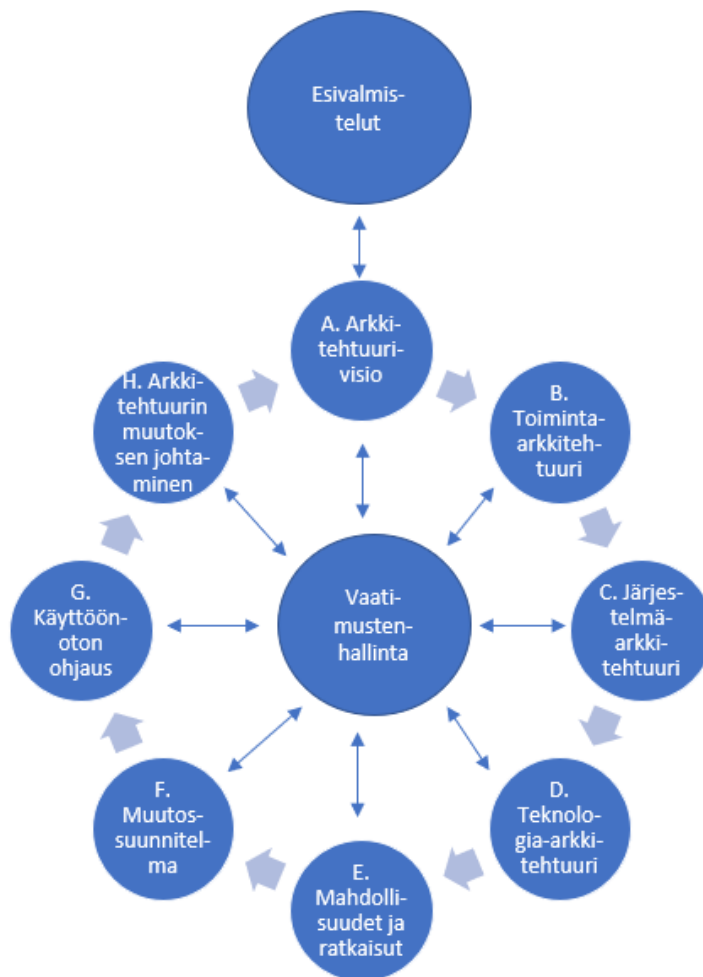 Esivalmis-
telut
A. Arkki-
tehtuuri-
visio
H. Arkki-
tehtuurin
muutok-
sen johta-
minen
B.
Toiminta-
arkkiteh-
tuuri
G.
Käyttöön-
oton
ohjaus
Vaati-
musten-
hallinta
C. Järjes-
telmä-
arkki-
tehtuuri
F.
Muutos-
suunnitel-
ma
D.
Teknolo-
gia-arkki-
tehtuuri
E.
Mahdolli-
suudet ja
ratkaisut